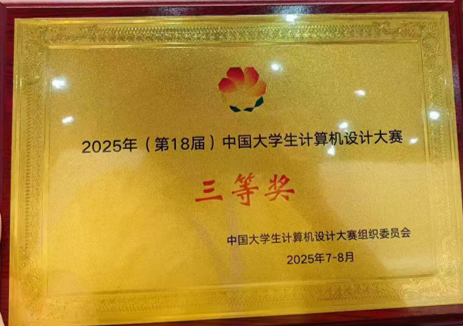 2025年（第18届）中国大学生计算机设计大赛
三等奖
中国大学生计算机设计大赛组织委员会
2025年7-8月